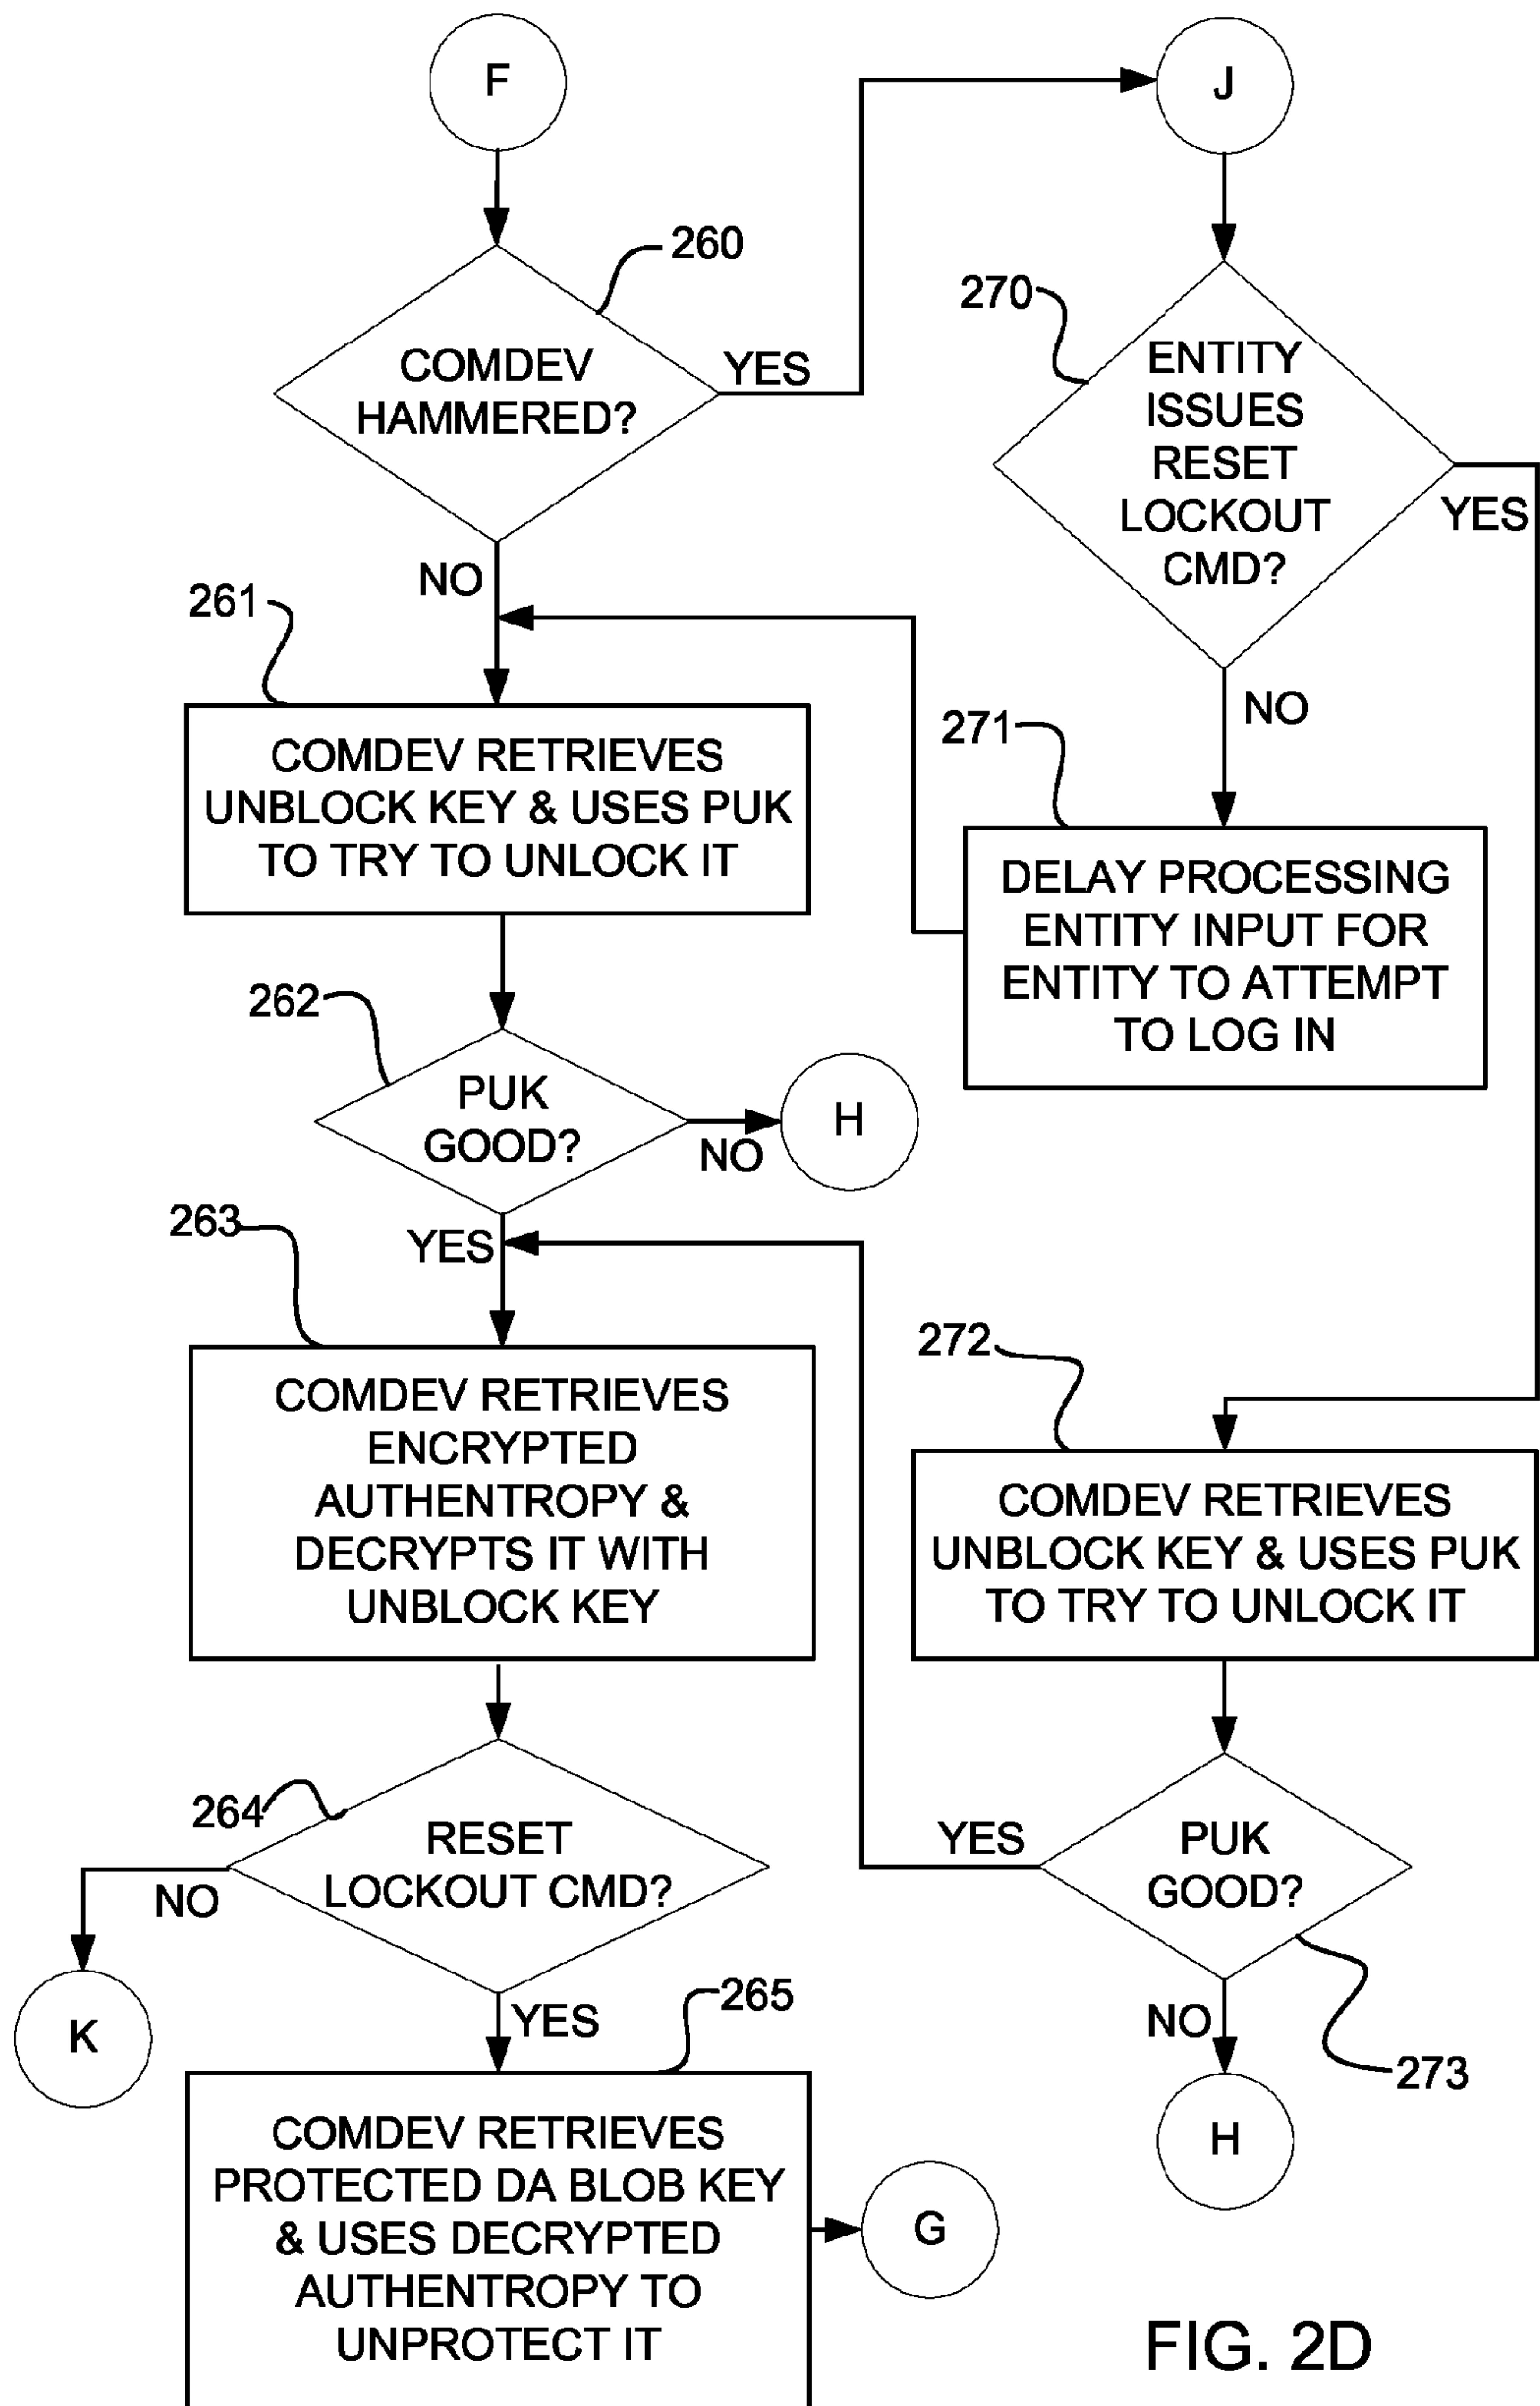 F
J
260
COMDEV
HAMMERED?
YES
270
ENTITY
ISSUES
RESET
LOCKOUT
CMD?
YES
NO
NO
261
COMDEV RETRIEVES
UNBLOCK KEY & USES PUK
TO TRY TO UNLOCK IT
271
DELAY PROCESSING
ENTITY INPUT FOR
ENTITY TO ATTEMPT
TO LOG IN
262
PUK
GOOD?
NO
H
YES
263
COMDEV RETRIEVES
ENCRYPTED
AUTHENTROPY &
DECRYPTS IT WITH
UNBLOCK KEY
272
COMDEV RETRIEVES
UNBLOCK KEY & USES PUK
TO TRY TO UNLOCK IT
264
RESET
LOCKOUT CMD?
NO
K
YES
PUK
GOOD?
YES
NO
273
H
265
COMDEV RETRIEVES
PROTECTED DA BLOB KEY
& USES DECRYPTED
AUTHENTROPY TO
UNPROTECT IT
G
FIG. 2D